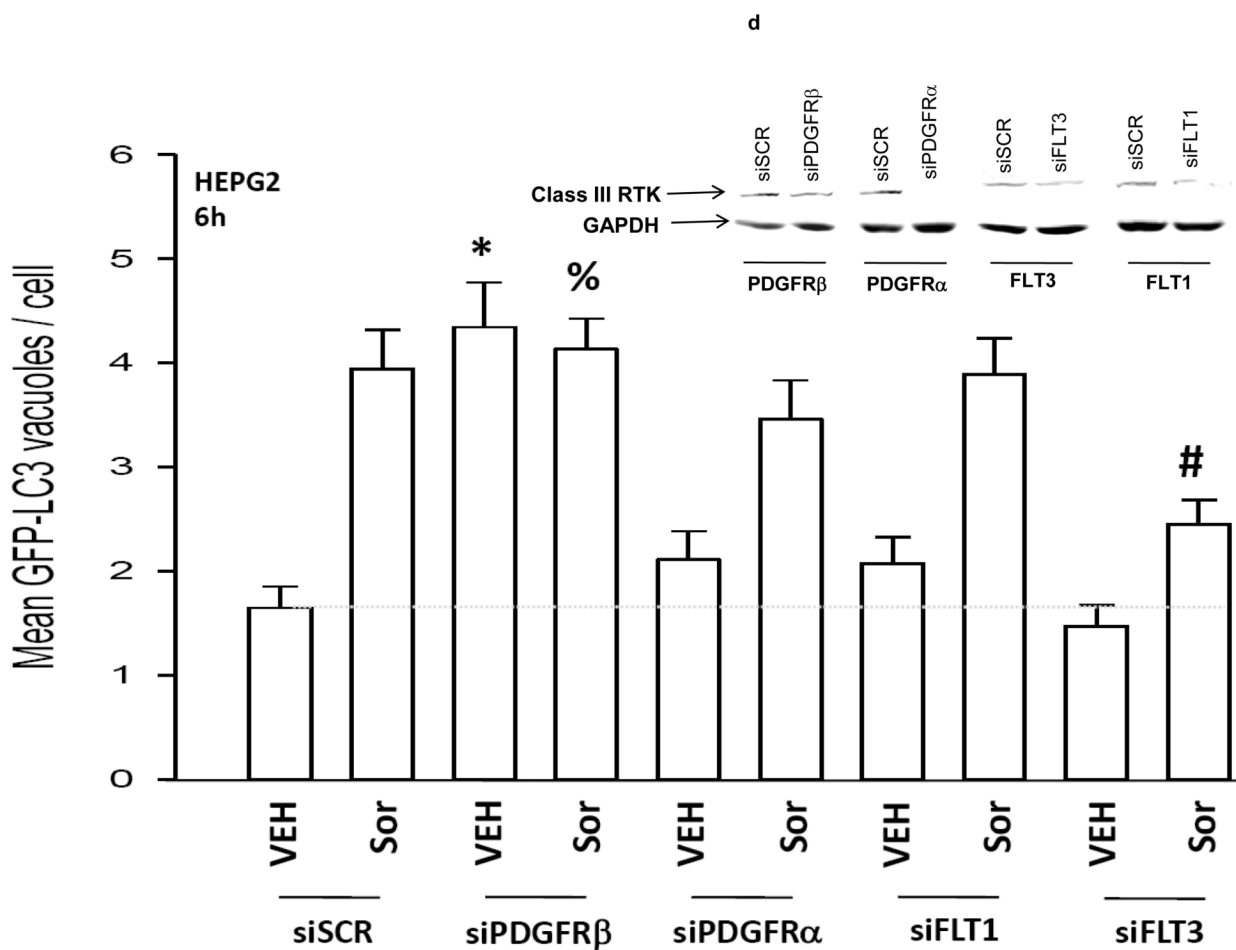 d
siSCR
siPDGFRβ
siSCR
siPDGFRα
siSCR
siFLT3
siSCR
siFLT1
Class III RTK
GAPDH
PDGFRβ
PDGFRα
FLT3
FLT1
HEPG2
6h
Mean GFP-LC3 vacuoles / cell
6
5
4
3
2
1
0
*
%
#
VEH
Sor
VEH
Sor
VEH
Sor
VEH
Sor
VEH
Sor
siSCR
siPDGFRβ
siPDGFRα
siFLT1
siFLT3